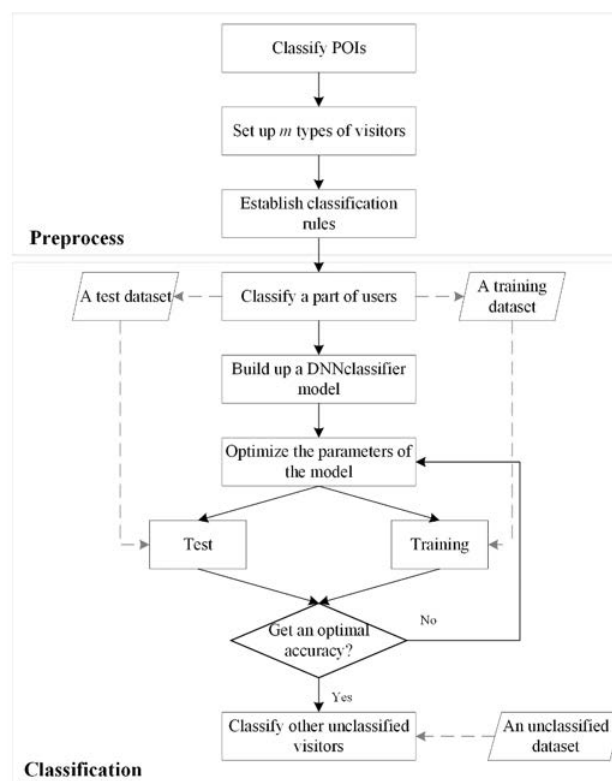 Classify POIs
Set up m types of visitors
Establish classification
rules
Preprocess
A test dataset
Classify a part of users
A training
dataset
Build up a DNNclassifier
model
Optimize the parameters of
the model
Test
Training
Get an optimal
accuracy?
No
Yes
Classify other unclassified
visitors
An unclassified
dataset
Classification